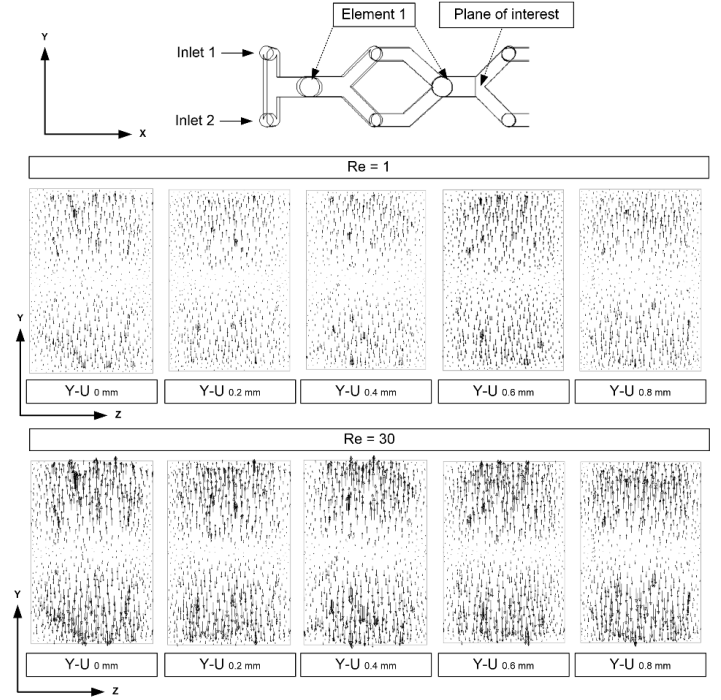 Element 1
Plane of interest
Y
Inlet 1
Inlet 2
X
Re = 1
Y
Y-U 0 mm
Y-U 0.2 mm
Y-U 0.4 mm
Y-U 0.6 mm
Y-U 0.8 mm
Z
Re = 30
Y
Y-U 0 mm
Y-U 0.2 mm
Y-U 0.4 mm
Y-U 0.6 mm
Y-U 0.8 mm
Z